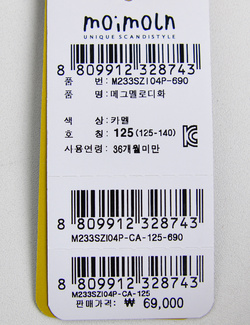 moimoln
UNIQUE SCANDISTYLE
8 809912 328743
품 번: M233SZI04P-690
품 명: 메그멜로디화
색 상: 카멜
호 칭: 125 (125-140)
사용연령: 36개월미만
8 809912 328743
M233SZI04P-CA-125-690
8 809912 328743
M233SZI04P-CA-125
판매가격 ₩ 69,000